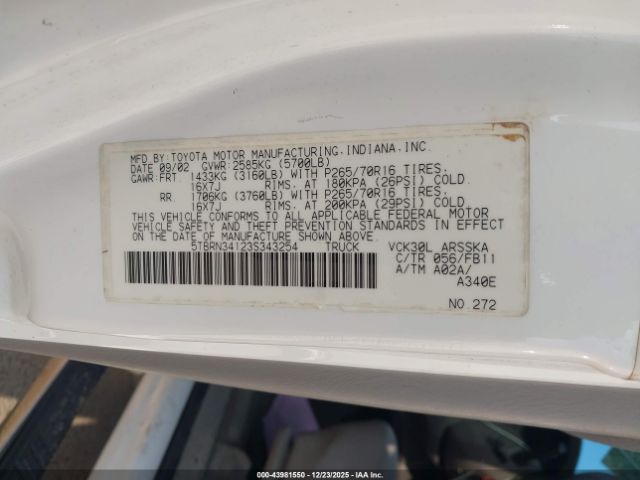 MFD.BY:TOYOTA MOTOR MANUFACTURING,INDIANA,INC.
DATE 09/02 GVWR:2585KG (5700LB)
GAWR:FRT 1433KG (3160LB) WITH P265/70R16 TIRES,
16X7J RIMS, AT 180KPA (26PSI) COLD
RR 1706KG (3760LB) WITH P265/70R16 TIRES,
16X7J RIMS, AT 200KPA (29PSI) COLD.
THIS VEHICLE CONFORMS TO ALL APPLICABLE FEDERAL MOTOR
VEHICLE SAFETY AND THEFT PREVENTION STANDARDS IN EFFECT
ON THE DATE OF MANUFACTURE SHOWN ABOVE.
5TBRN34123S343254 TRUCK VCK30L ARSSKA
C/TR 056/FB11
A/TM A02A/
A340E
NO 272
000-43981550 - 12/23/2025 - IAA, Inc.